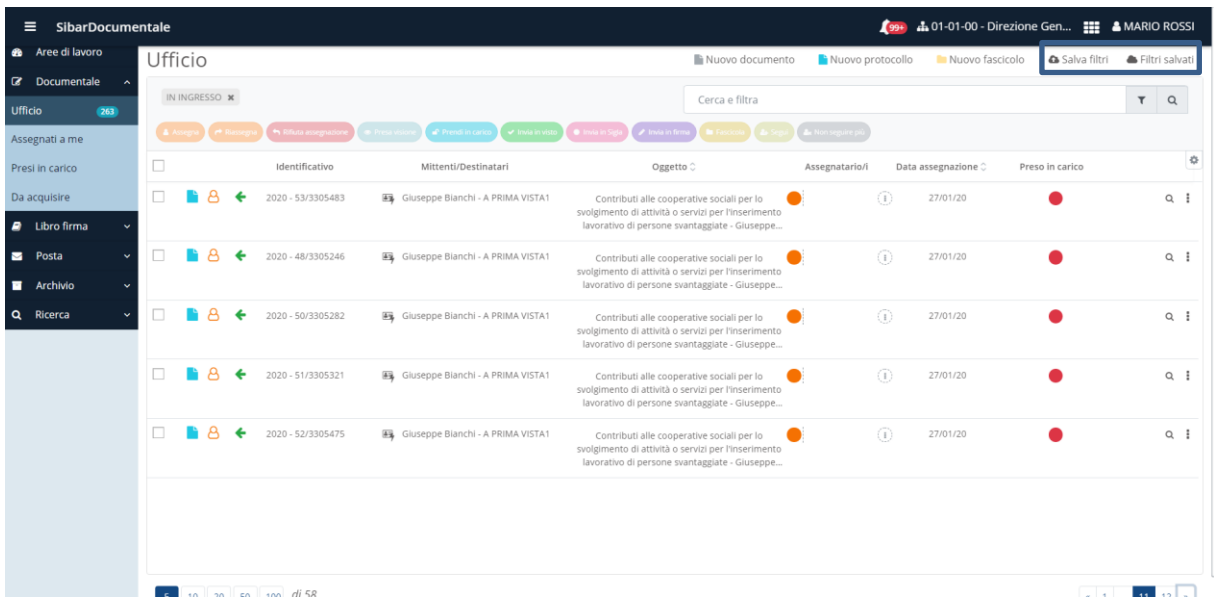 SibarDocumentale
99+ 01-01-00 - Direzione Gen... MARIO ROSSI
Aree di lavoro
Documentale
Ufficio 263
Assegnati a me
Presi in carico
Da acquisire
Libro firma
Posta
Archivio
Ricerca
Ufficio
Nuovo documento Nuovo protocollo Nuovo fascicolo Salva filtri Filtri salvati
IN INGRESSO ×
Cerca e filtra
Assegna Riassegna Rifiuta assegnazione Presa visione Prendi in carico Invia in visto Invia in Sigla Invia in firma Fascicola Segui Non seguire più
Identificativo Mittenti/Destinatari Oggetto Assegnatario/i Data assegnazione Preso in carico
2020 - 53/3305483 Giuseppe Bianchi - A PRIMA VISTA1 Contributi alle cooperative sociali per lo 27/01/20
svolgimento di attività o servizi per l'inserimento
lavorativo di persone svantaggiate - Giuseppe...
2020 - 48/3305246 Giuseppe Bianchi - A PRIMA VISTA1 Contributi alle cooperative sociali per lo 27/01/20
svolgimento di attività o servizi per l'inserimento
lavorativo di persone svantaggiate - Giuseppe...
2020 - 50/3305282 Giuseppe Bianchi - A PRIMA VISTA1 Contributi alle cooperative sociali per lo 27/01/20
svolgimento di attività o servizi per l'inserimento
lavorativo di persone svantaggiate - Giuseppe...
2020 - 51/3305321 Giuseppe Bianchi - A PRIMA VISTA1 Contributi alle cooperative sociali per lo 27/01/20
svolgimento di attività o servizi per l'inserimento
lavorativo di persone svantaggiate - Giuseppe...
2020 - 52/3305475 Giuseppe Bianchi - A PRIMA VISTA1 Contributi alle cooperative sociali per lo 27/01/20
svolgimento di attività o servizi per l'inserimento
lavorativo di persone svantaggiate - Giuseppe...
5 10 20 50 100 di 58 « 1 ... 11 12 »